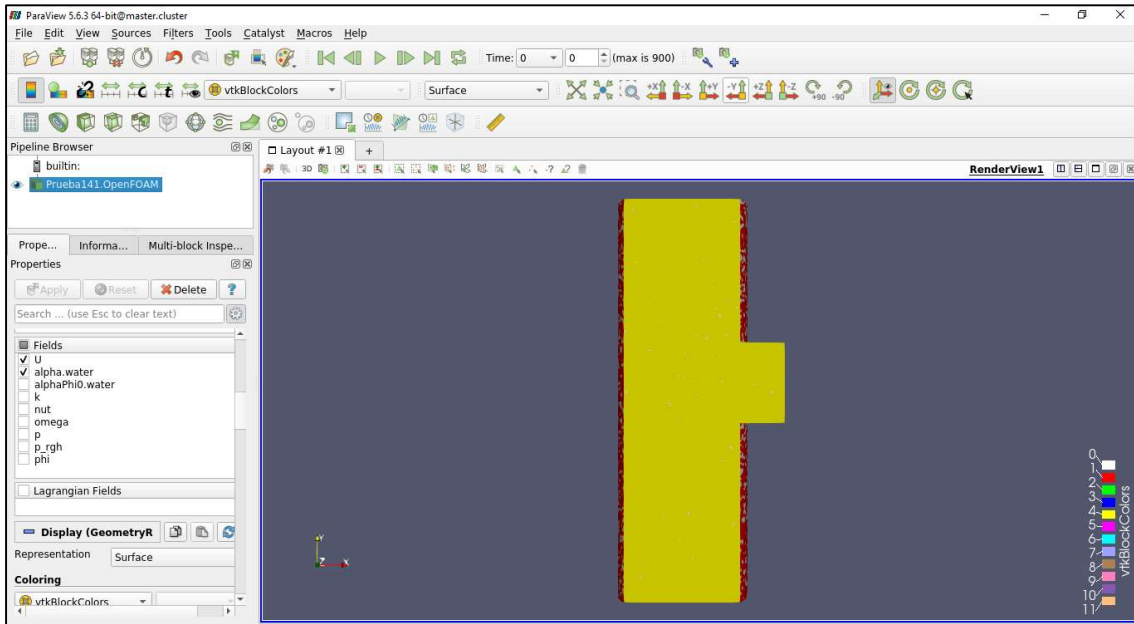 ParaView 5.6.3 64-bit@master.cluster
File Edit View Sources Filters Tools Catalyst Macros Help
Time: 0 0 (max is 900)
vtkBlockColors Surface +X -X +Y -Y +Z -Z +90 -90
Pipeline Browser
builtin:
Prueba141.OpenFOAM
Layout #1 +
3D RenderView1
Prope... Informa... Multi-block Inspe...
Properties
Apply Reset Delete ?
Search ... (use Esc to clear text)
Fields
U
alpha.water
alphaPhi0.water
k
nut
omega
p
p_rgh
phi
Lagrangian Fields
Display (GeometryR
Representation Surface
Coloring
vtkBlockColors
Y
Z X
0
1
2
3
4
5
6
7
8
9
10
11
vtkBlockColors